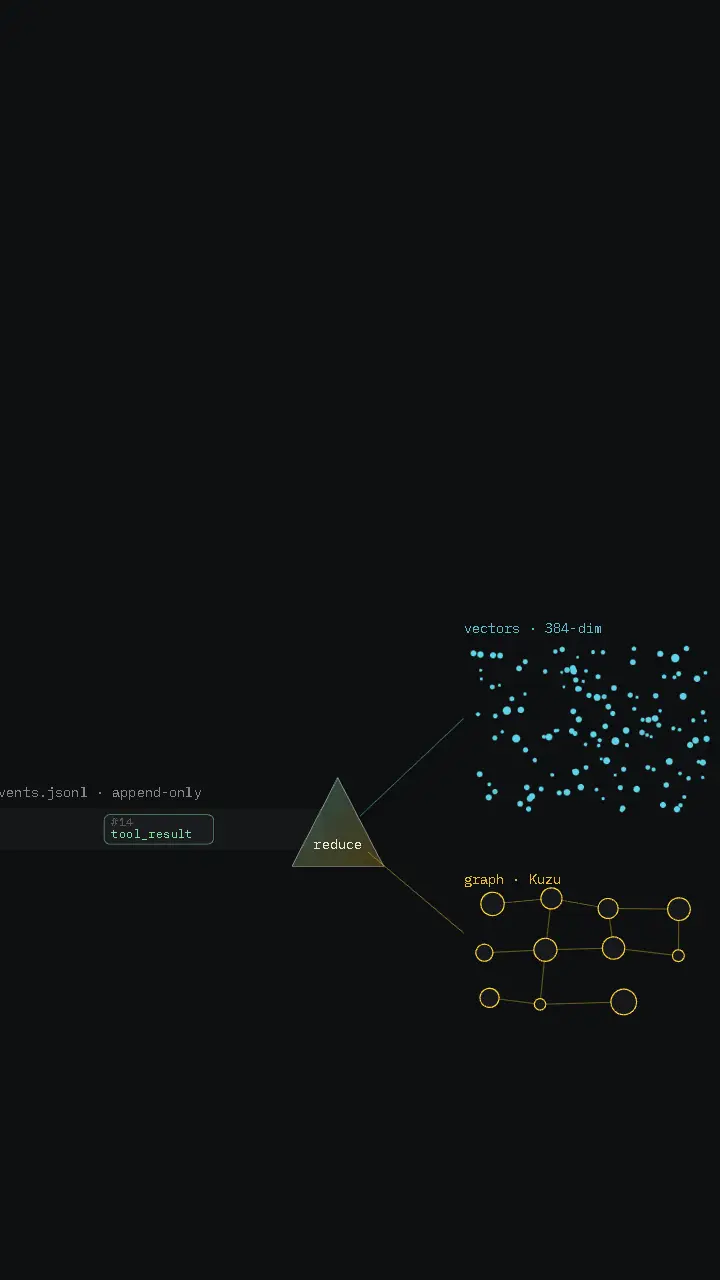 vectors · 384-dim
vents.jsonl · append-only
#14
tool_result
reduce
graph · Kuzu